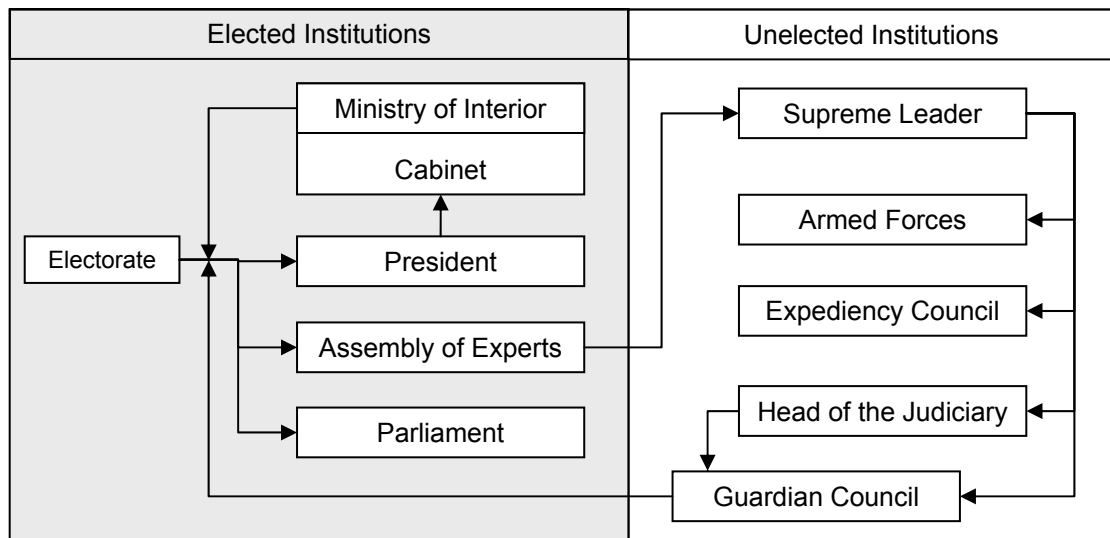 Elected Institutions
Unelected Institutions
Ministry of Interior
Cabinet
Electorate
President
Assembly of Experts
Parliament
Supreme Leader
Armed Forces
Expediency Council
Head of the Judiciary
Guardian Council